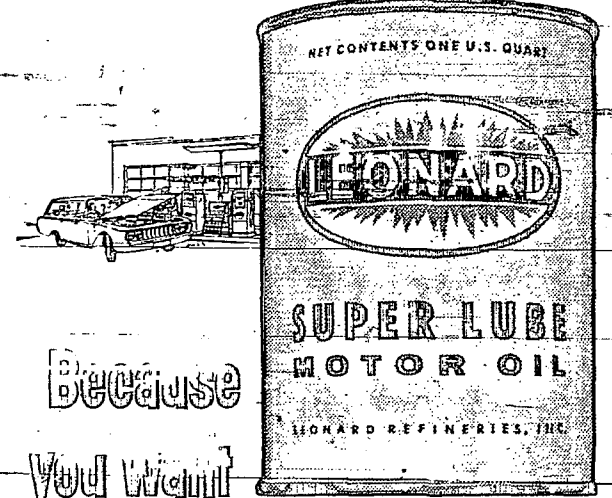 NET CONTENTS ONE U.S. QUART
LEONARD
SUPER LUBE
MOTOR OIL
LEONARD REFINERIES, INC.
Because
You Want